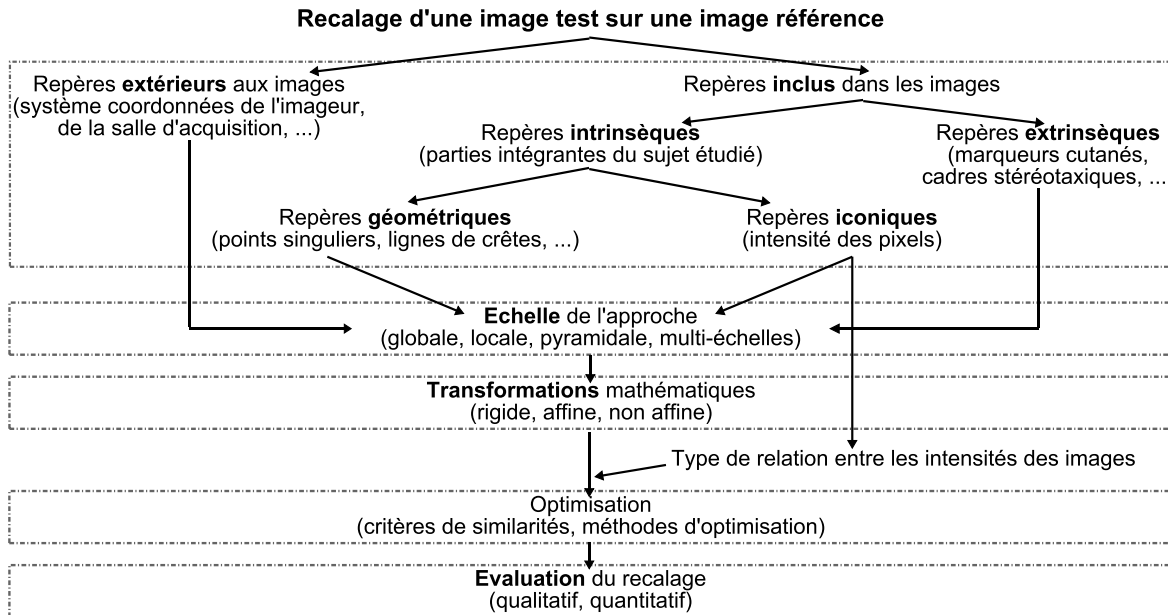 Recalage d'une image test sur une image référence
Repères extérieurs aux images
(système coordonnées de l'imageur,
de la salle d'acquisition, ...)
Repères inclus dans les images
Repères intrinsèques
(parties intégrantes du sujet étudié)
Repères extrinsèques
(marqueurs cutanés,
cadres stéréotaxiques, ...
Repères géométriques
(points singuliers, lignes de crêtes, ...)
Repères iconiques
(intensité des pixels)
Echelle de l'approche
(globale, locale, pyramidale, multi-échelles)
Transformations mathématiques
(rigide, affine, non affine)
Type de relation entre les intensités des images
Optimisation
(critères de similarités, méthodes d'optimisation)
Evaluation du recalage
(qualitatif, quantitatif)